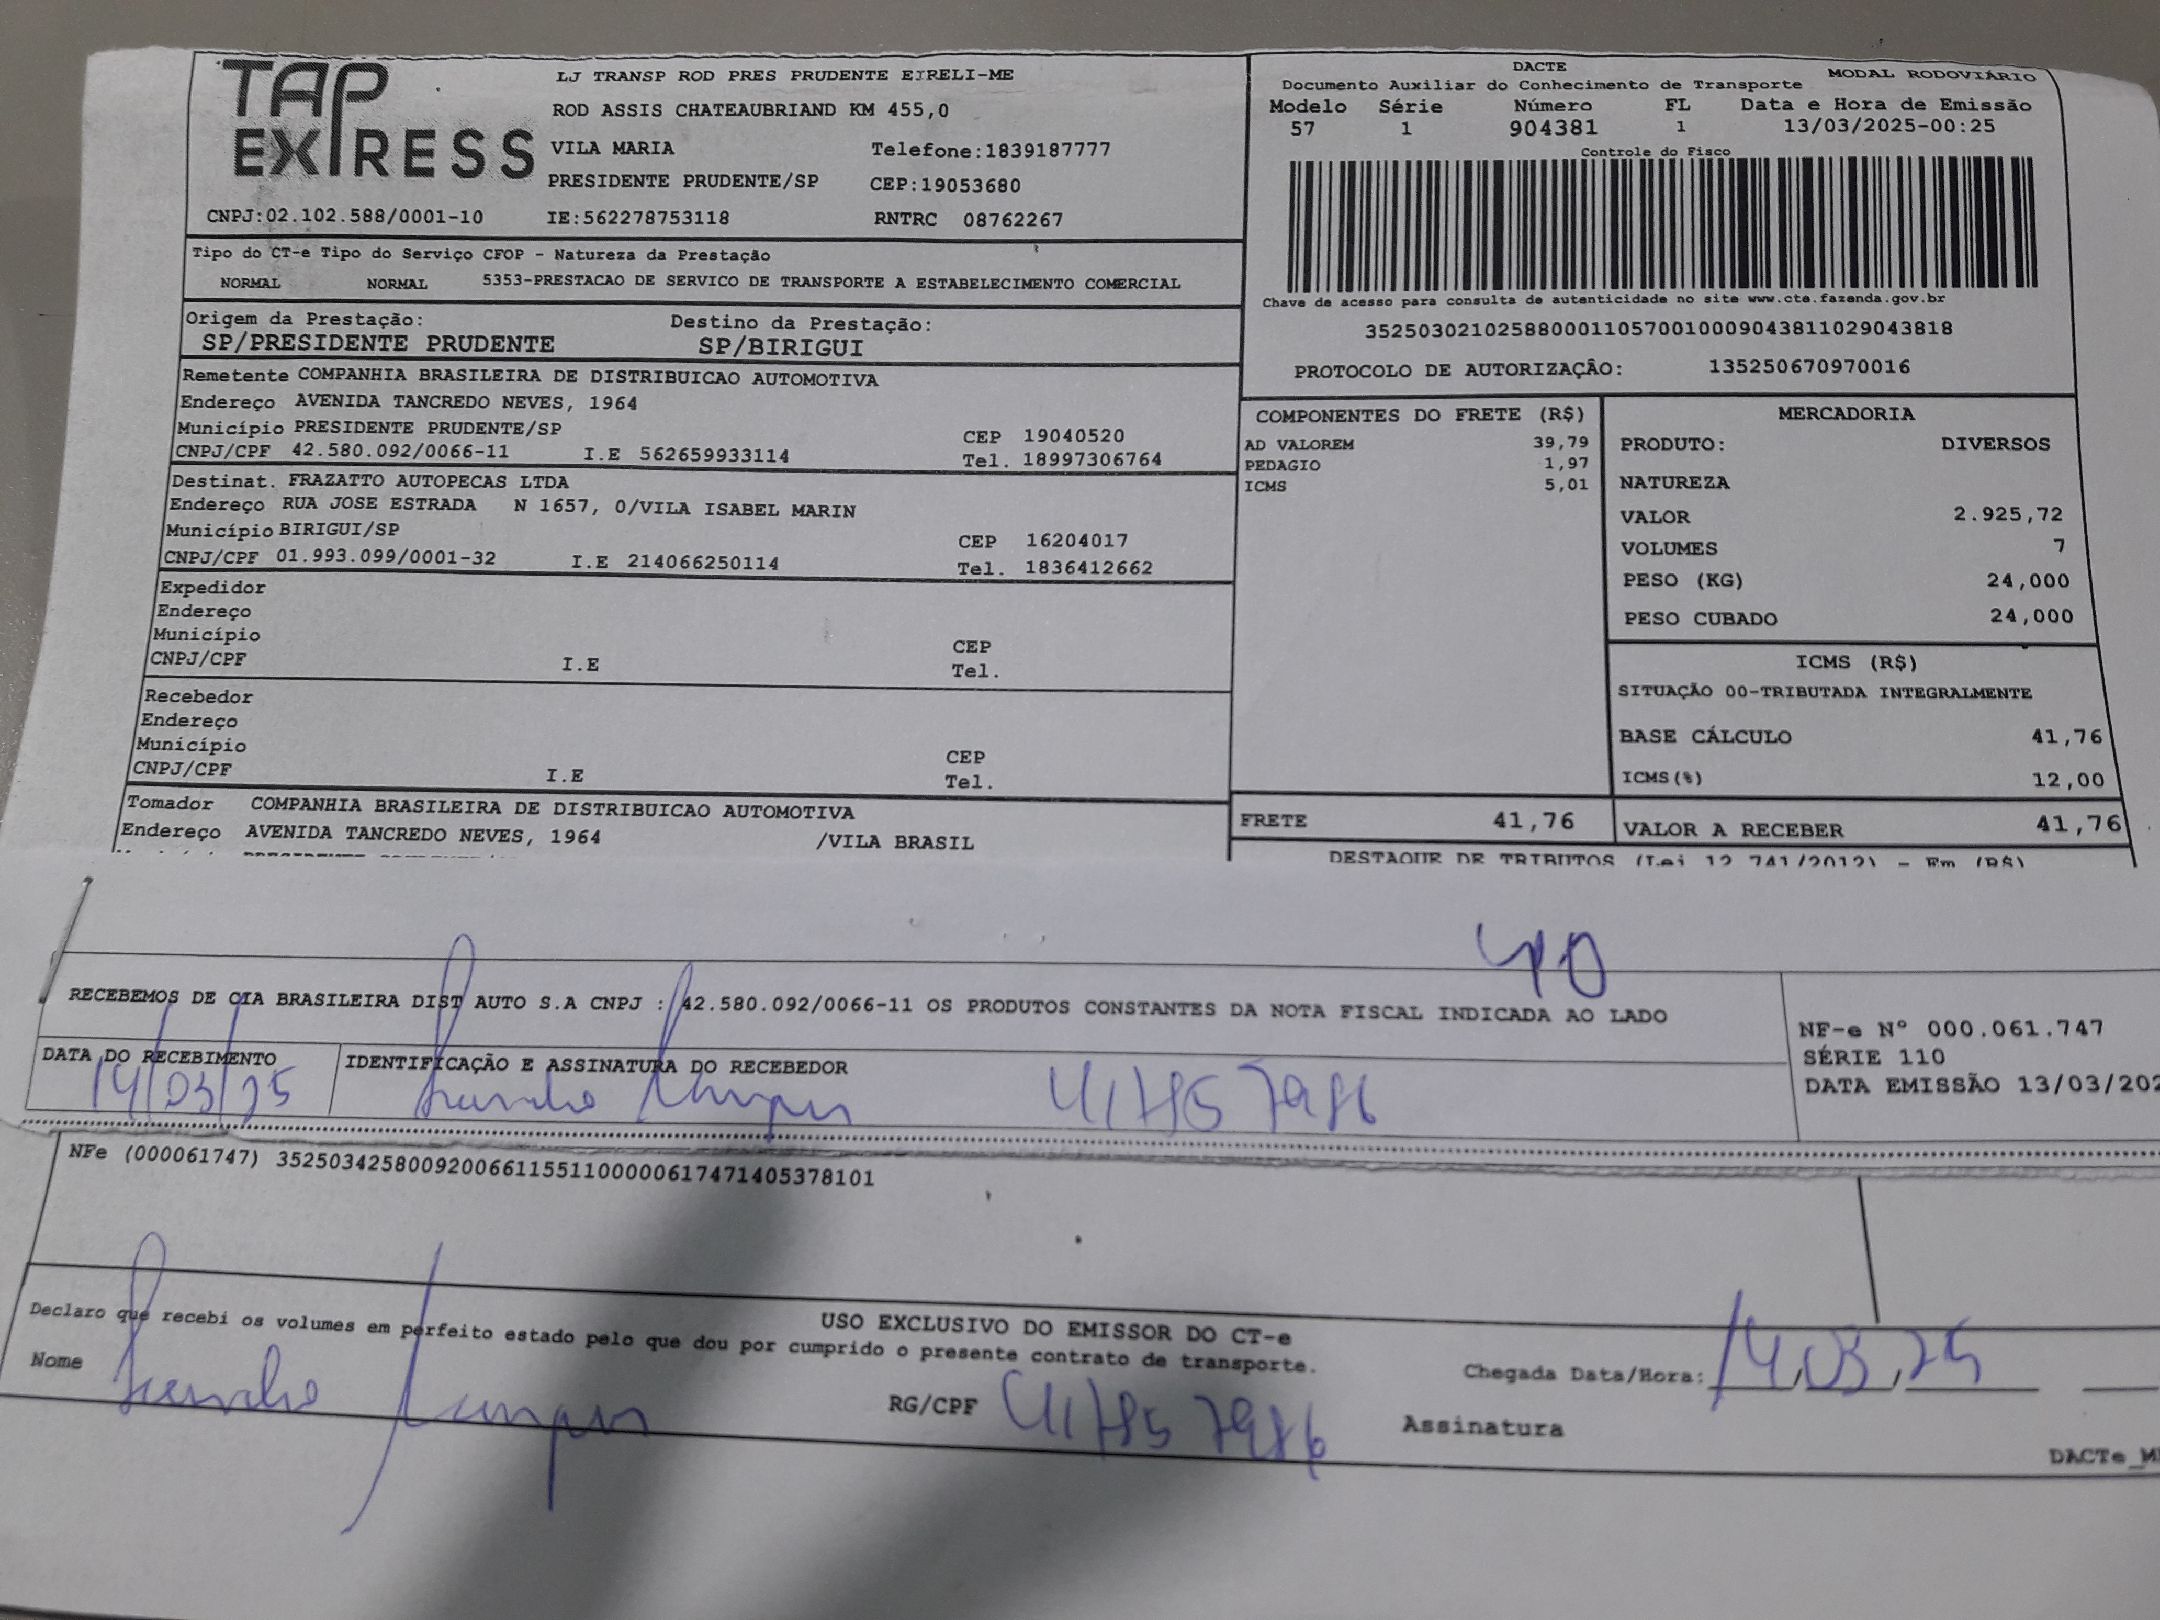 TAP EXPRESS
LJ TRANSP ROD PRES PRUDENTE EIRELI-ME
ROD ASSIS CHATEAUBRIAND KM 455,0
VILA MARIA Telefone:1839187777
PRESIDENTE PRUDENTE/SP CEP:19053680
CNPJ:02.102.588/0001-10 IE:562278753118 RNTRC 08762267
DACTE
Documento Auxiliar do Conhecimento de Transporte MODAL RODOVIÁRIO
Modelo Série Número FL Data e Hora de Emissão
57 1 904381 1 13/03/2025-00:25
Controle do Fisco
Chave de acesso para consulta de autenticidade no site www.cte.fazenda.gov.br
35250302102588000110570010009043811029043818
PROTOCOLO DE AUTORIZAÇÃO: 135250670970016
Tipo do CT-e Tipo do Serviço CFOP - Natureza da Prestação
NORMAL NORMAL 5353-PRESTACAO DE SERVICO DE TRANSPORTE A ESTABELECIMENTO COMERCIAL
Origem da Prestação: Destino da Prestação:
SP/PRESIDENTE PRUDENTE SP/BIRIGUI
Remetente COMPANHIA BRASILEIRA DE DISTRIBUICAO AUTOMOTIVA
Endereço AVENIDA TANCREDO NEVES, 1964
Município PRESIDENTE PRUDENTE/SP CEP 19040520
CNPJ/CPF 42.580.092/0066-11 I.E 562659933114 Tel. 18997306764
Destinat. FRAZATTO AUTOPECAS LTDA
Endereço RUA JOSE ESTRADA N 1657, 0/VILA ISABEL MARIN
Município BIRIGUI/SP CEP 16204017
CNPJ/CPF 01.993.099/0001-32 I.E 214066250114 Tel. 1836412662
Expedidor
Endereço
Município CEP
CNPJ/CPF I.E Tel.
Recebedor
Endereço
Município CEP
CNPJ/CPF I.E Tel.
Tomador COMPANHIA BRASILEIRA DE DISTRIBUICAO AUTOMOTIVA
Endereço AVENIDA TANCREDO NEVES, 1964 /VILA BRASIL
COMPONENTES DO FRETE (R$)
AD VALOREM 39,79
PEDAGIO 1,97
ICMS 5,01
FRETE 41,76
MERCADORIA
PRODUTO: DIVERSOS
NATUREZA
VALOR 2.925,72
VOLUMES 7
PESO (KG) 24,000
PESO CUBADO 24,000
ICMS (R$)
SITUAÇÃO 00-TRIBUTADA INTEGRALMENTE
BASE CÁLCULO 41,76
ICMS(%) 12,00
VALOR A RECEBER 41,76
DESTAQUE DE TRIBUTOS (Lei 12.741/2012) - Em (R$)
RECEBEMOS DE CIA BRASILEIRA DIST AUTO S.A CNPJ : 42.580.092/0066-11 OS PRODUTOS CONSTANTES DA NOTA FISCAL INDICADA AO LADO
DATA DO RECEBIMENTO IDENTIFICAÇÃO E ASSINATURA DO RECEBEDOR
14/03/25
NF-e Nº 000.061.747
SÉRIE 110
DATA EMISSÃO 13/03/202
NFe (000061747) 35250342580092006611551100000617471405378101
USO EXCLUSIVO DO EMISSOR DO CT-e
Declaro que recebi os volumes em perfeito estado pelo que dou por cumprido o presente contrato de transporte.
Nome RG/CPF
Chegada Data/Hora: 14/03/25
Assinatura
DACTe_M